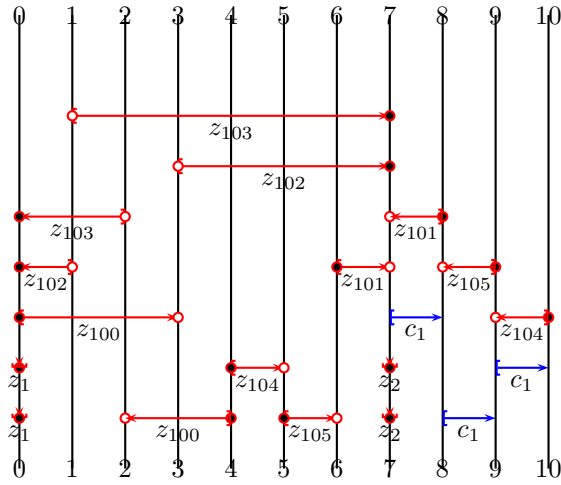 0 1 2 3 4 5 6 7 8 9 10
z103
z102
z103 z101
z102 z101 z105
z100 c1 z104
z1 z104 z2 c1
z1 z100 z105 z2 c1
0 1 2 3 4 5 6 7 8 9 10